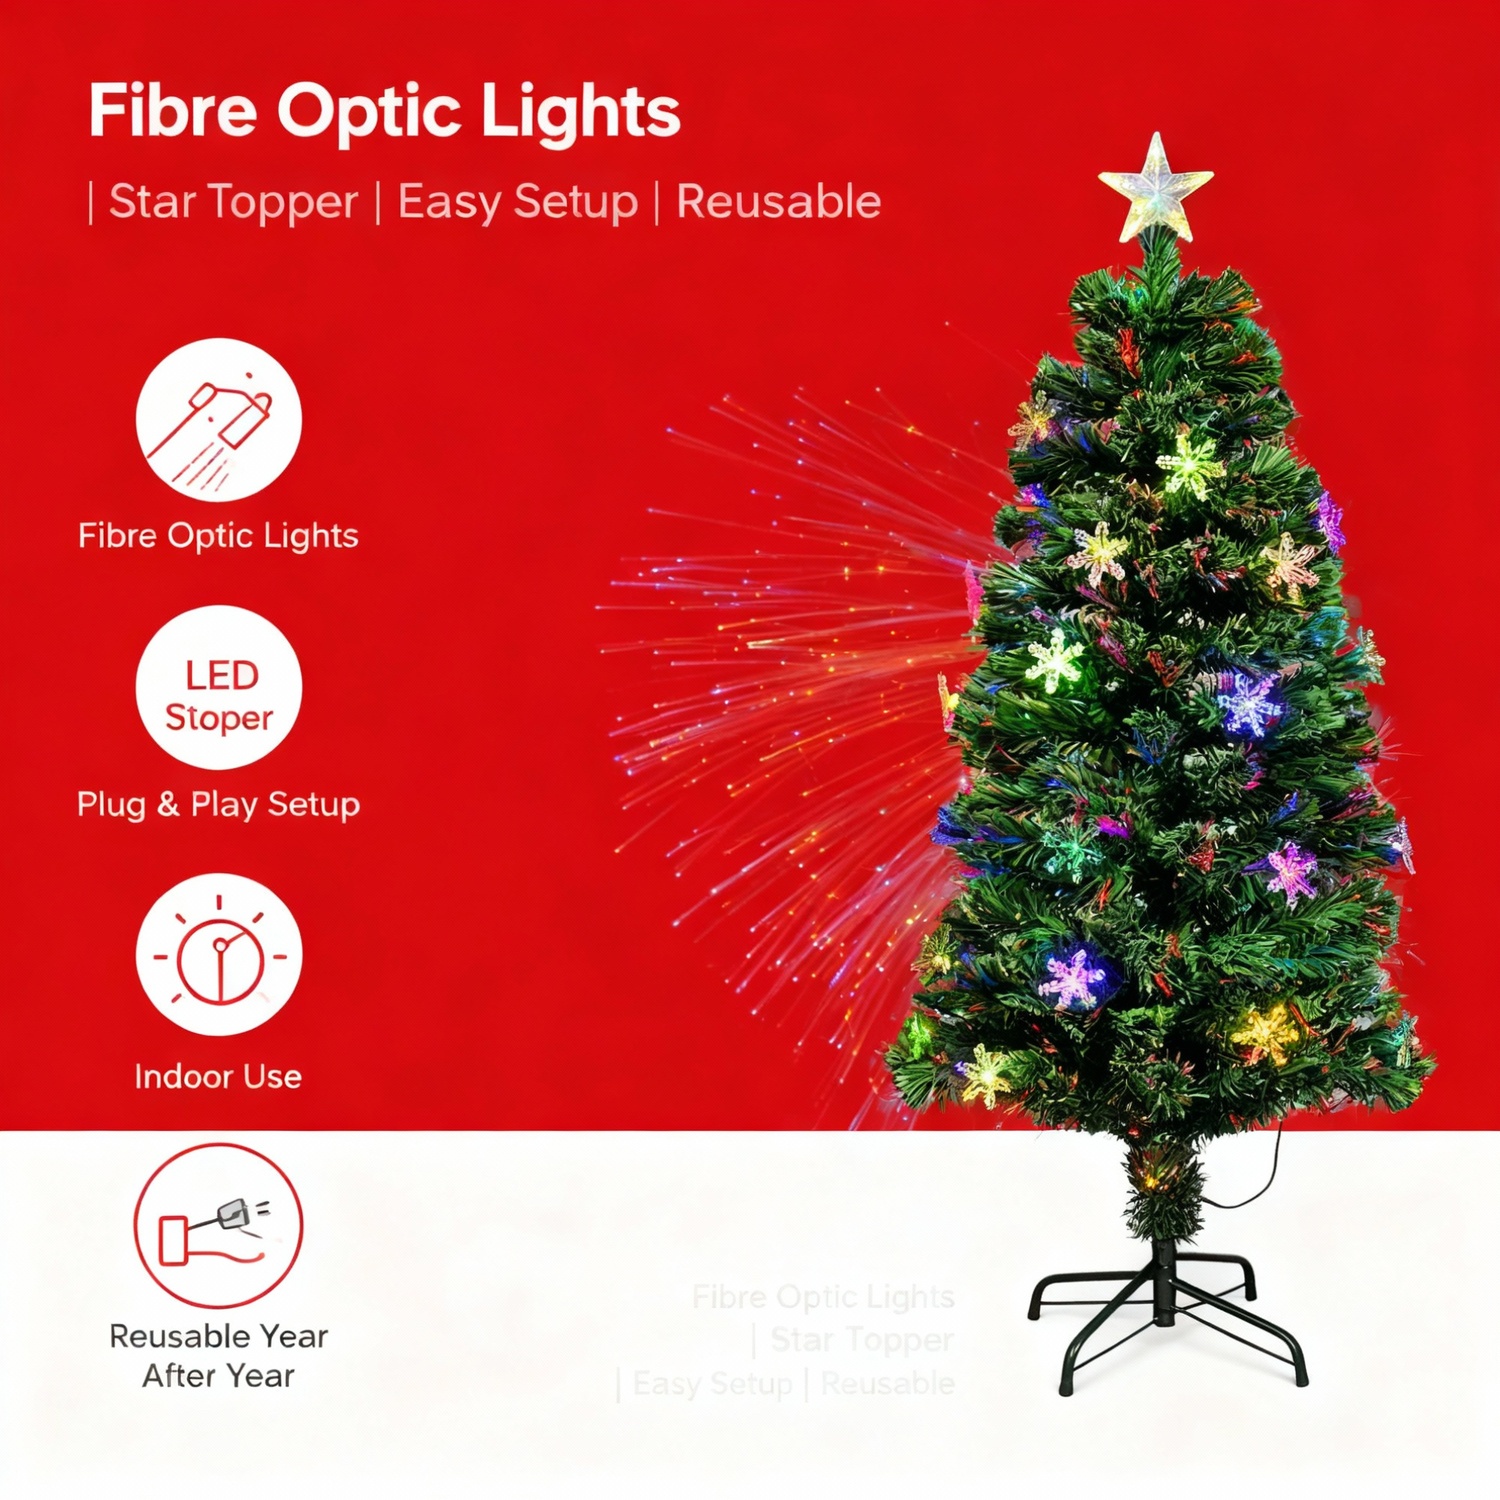 Fibre Optic Lights
| Star Topper | Easy Setup | Reusable
Fibre Optic Lights
LED
Stoper
Plug & Play Setup
Indoor Use
Reusable Year
After Year
Fibre Optic Lights
| Star Topper
| Easy Setup | Reusable